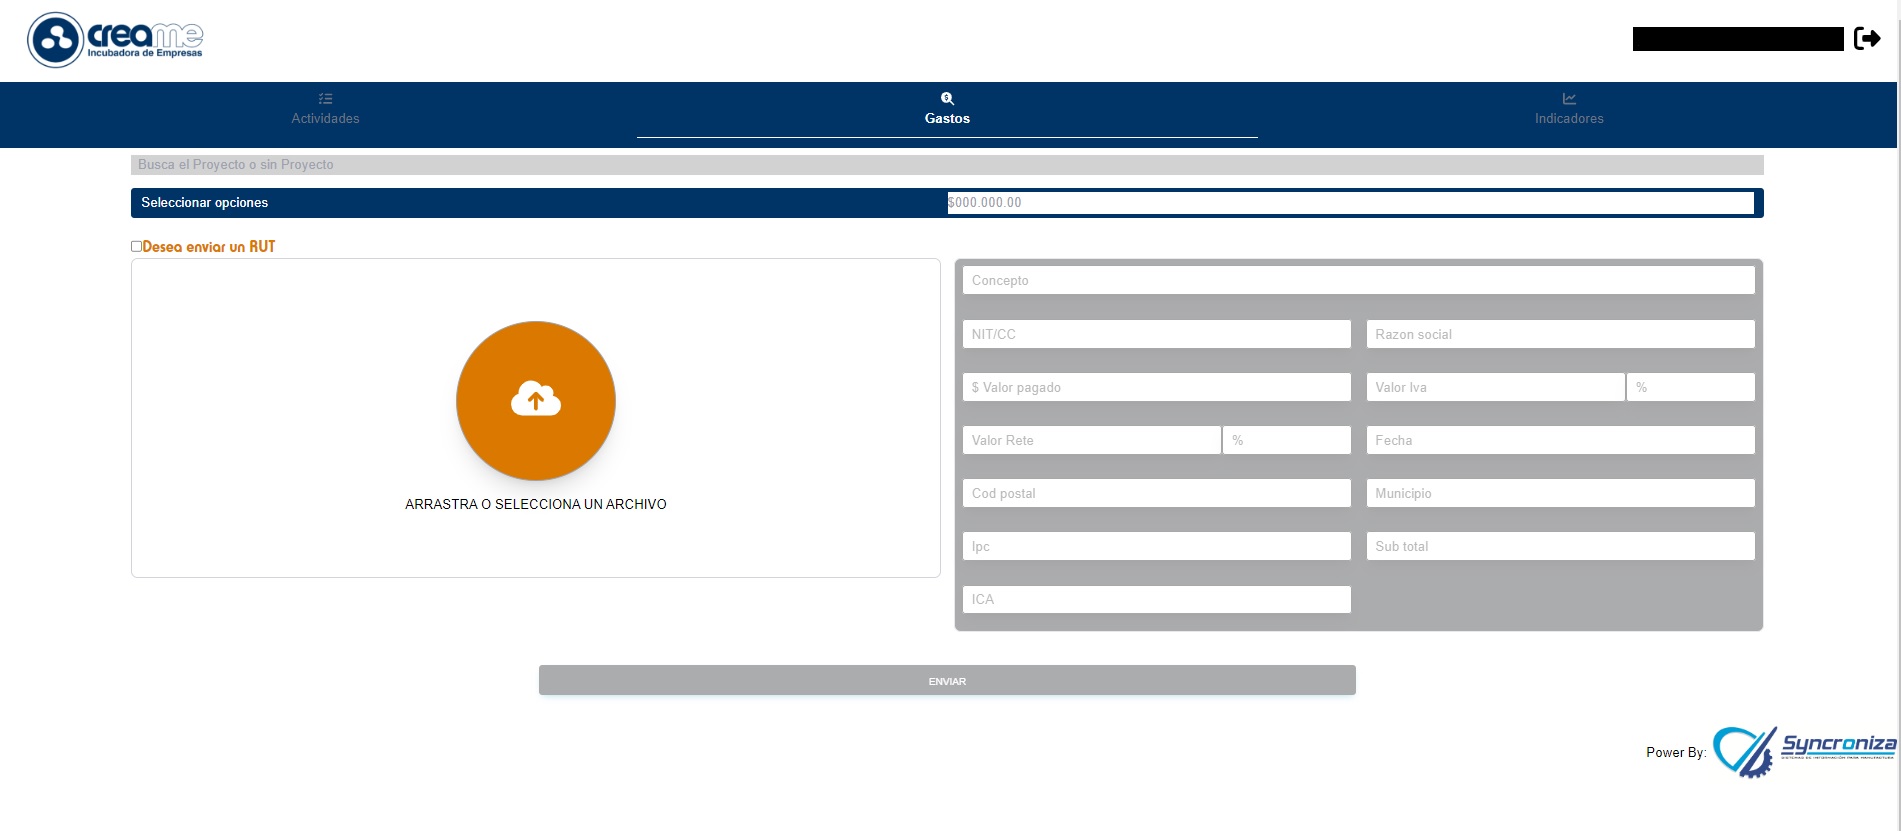 creame
Incubadora de Empresas
Actividades
Gastos
Indicadores
Busca el Proyecto o sin Proyecto
Seleccionar opciones
$000.000.00
Desea enviar un RUT
ARRASTRA O SELECCIONA UN ARCHIVO
Concepto
NIT/CC
Razon social
$ Valor pagado
Valor Iva
%
Valor Rete
%
Fecha
Cod postal
Municipio
Ipc
Sub total
ICA
ENVIAR
Power By:
Syncroniza
SISTEMAS DE INFORMACIÓN PARA MANUFACTURA